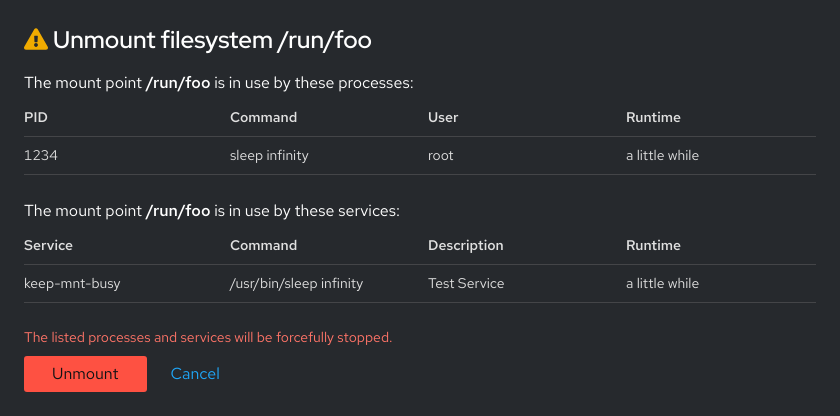 Unmount filesystem /run/foo
The mount point /run/foo is in use by these processes:
PID Command User Runtime
1234 sleep infinity root a little while
The mount point /run/foo is in use by these services:
Service Command Description Runtime
keep-mnt-busy /usr/bin/sleep infinity Test Service a little while
The listed processes and services will be forcefully stopped.
Unmount Cancel